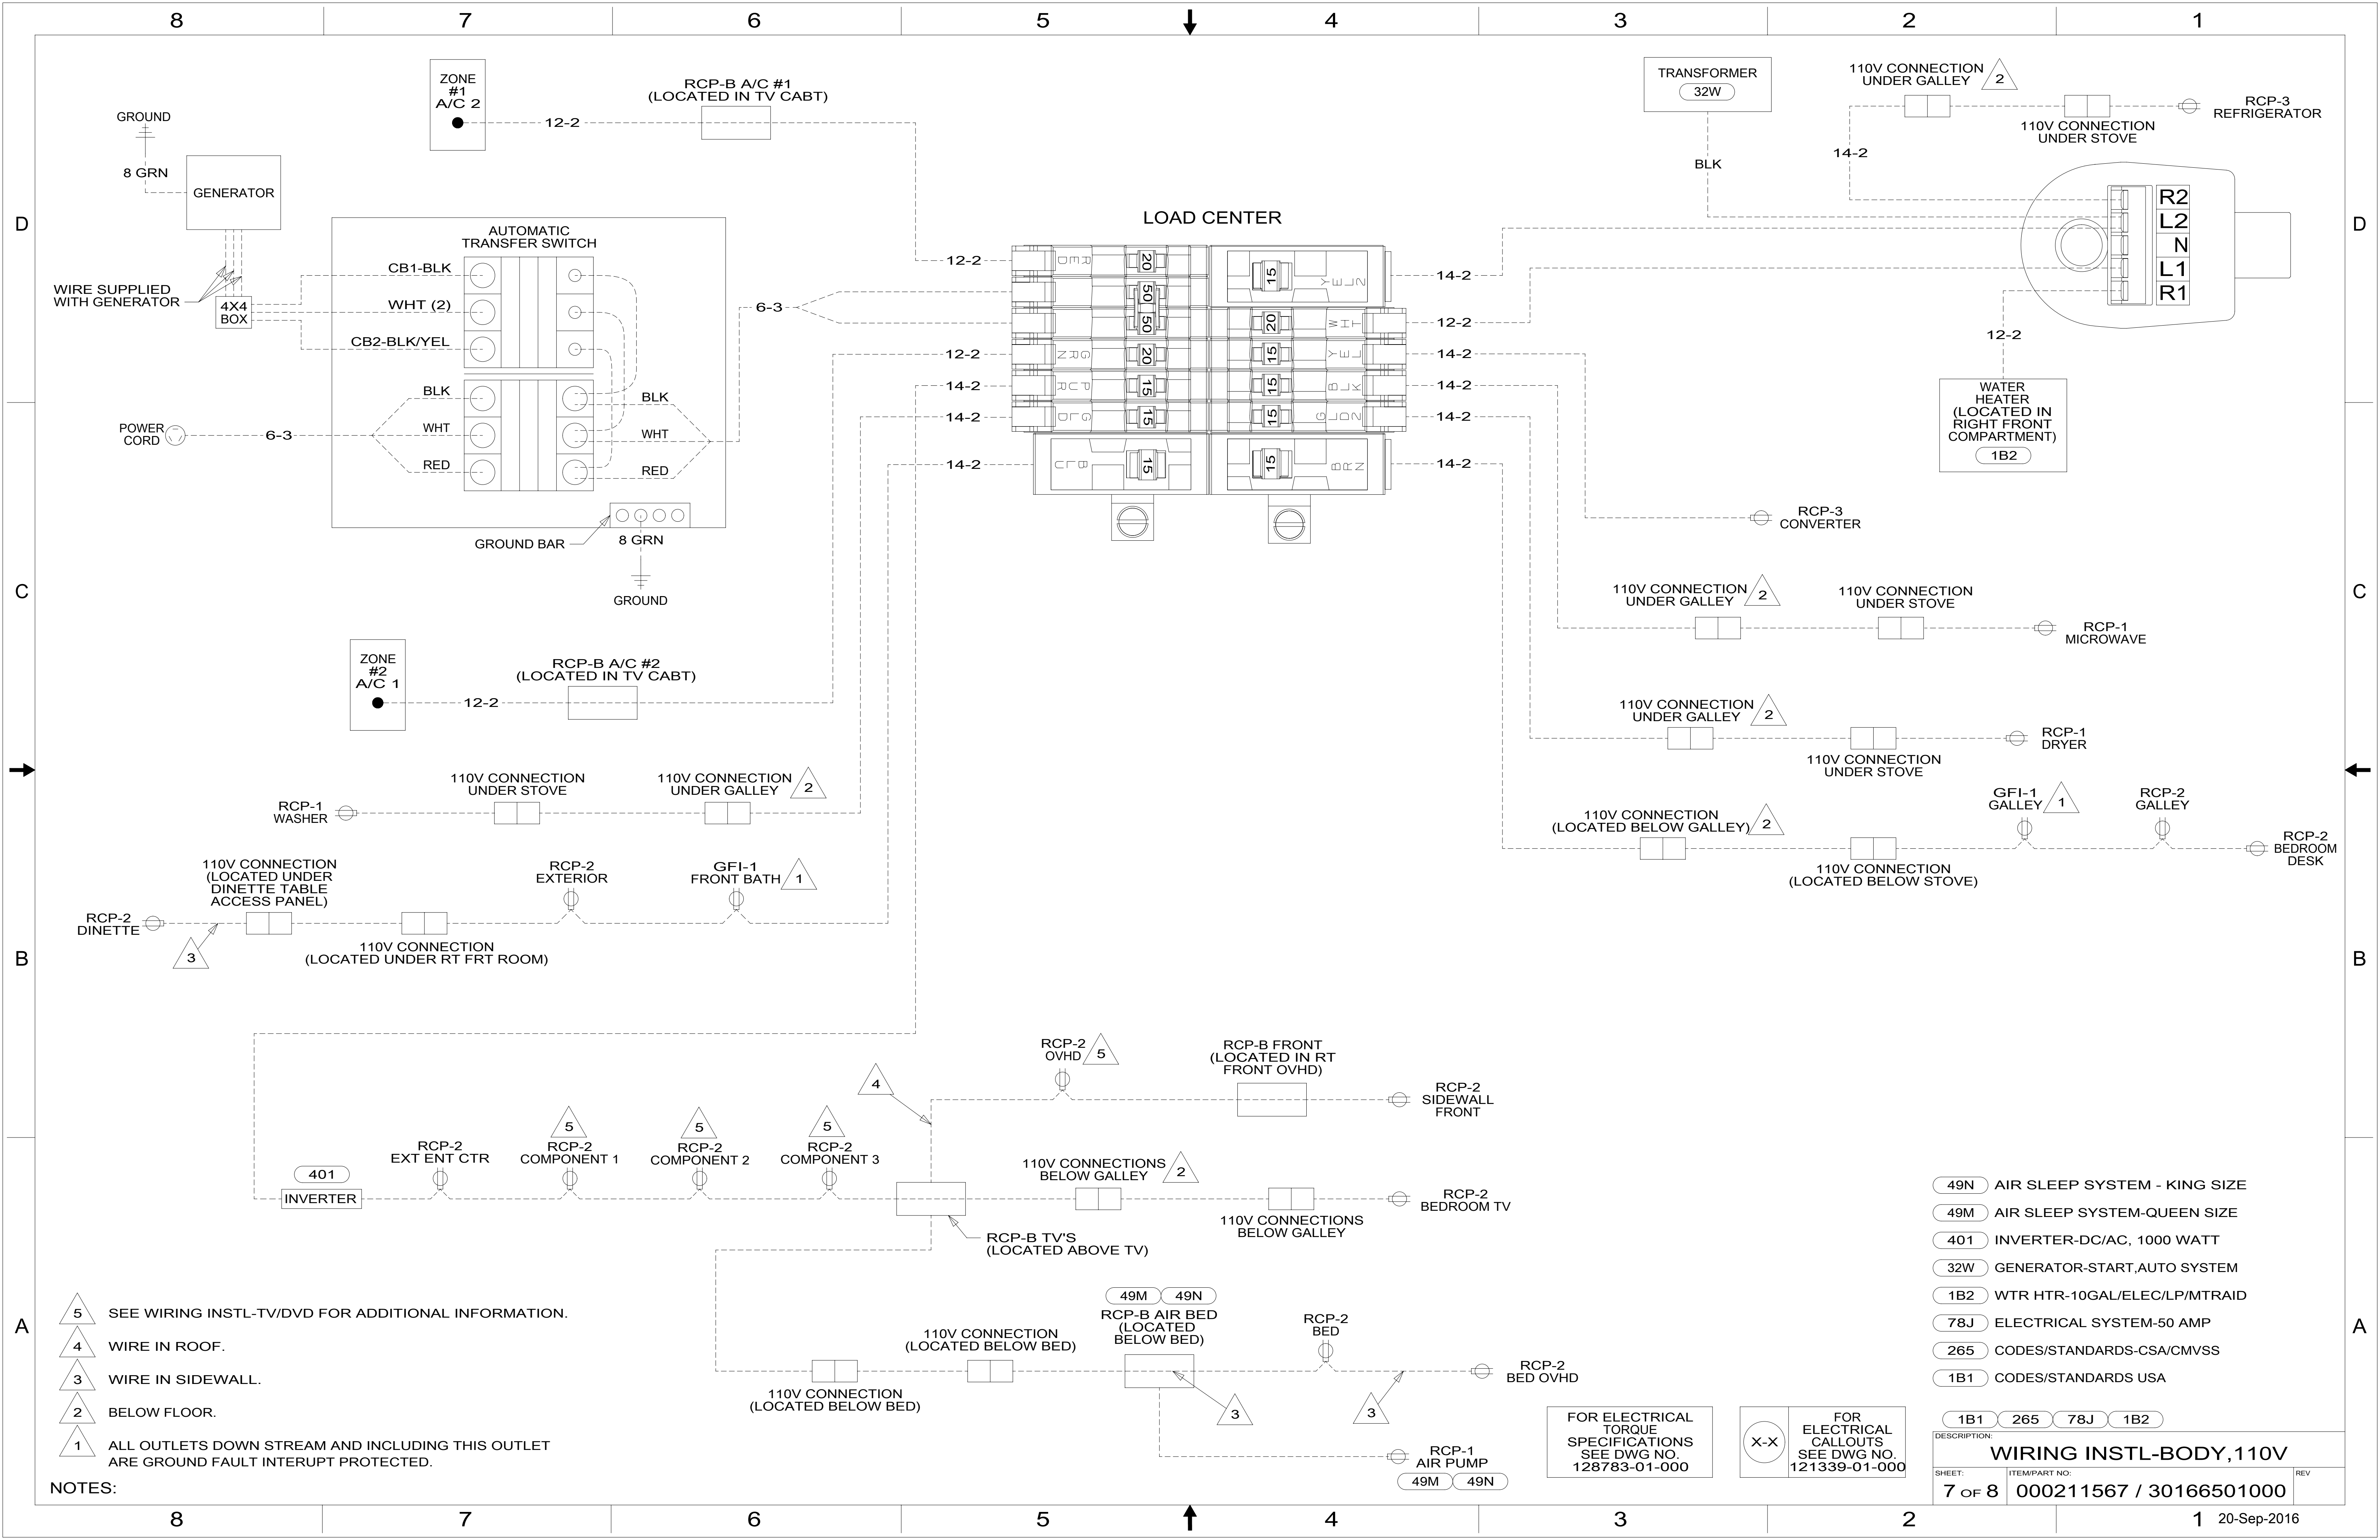 8 7 6 5 4 3 2 1
D
C
B
A
D
C
B
A
GROUND
8 GRN
GENERATOR
WIRE SUPPLIED
WITH GENERATOR
4X4
BOX
ZONE
#1
A/C 2
12-2
RCP-B A/C #1
(LOCATED IN TV CABT)
AUTOMATIC
TRANSFER SWITCH
CB1-BLK
WHT (2)
CB2-BLK/YEL
BLK
WHT
RED
BLK
WHT
RED
POWER
CORD
6-3
6-3
GROUND BAR
8 GRN
GROUND
LOAD CENTER
12-2
12-2
14-2
14-2
14-2
RED
20
50
50
GRN
20
PUR
15
GLD
15
BLU
15
15
YEL2
20
WHT
15
YEL
15
BLK
15
GLD2
15
BRN
14-2
12-2
14-2
14-2
14-2
14-2
TRANSFORMER
32W
BLK
110V CONNECTION
UNDER GALLEY
2
110V CONNECTION
UNDER STOVE
RCP-3
REFRIGERATOR
14-2
R2
L2
N
L1
R1
12-2
WATER
HEATER
(LOCATED IN
RIGHT FRONT
COMPARTMENT)
1B2
RCP-3
CONVERTER
110V CONNECTION
UNDER GALLEY
2
110V CONNECTION
UNDER STOVE
RCP-1
MICROWAVE
110V CONNECTION
UNDER GALLEY
2
110V CONNECTION
UNDER STOVE
RCP-1
DRYER
110V CONNECTION
(LOCATED BELOW GALLEY)
2
110V CONNECTION
(LOCATED BELOW STOVE)
GFI-1
GALLEY
1
RCP-2
GALLEY
RCP-2
BEDROOM
DESK
ZONE
#2
A/C 1
12-2
RCP-B A/C #2
(LOCATED IN TV CABT)
RCP-1
WASHER
110V CONNECTION
UNDER STOVE
110V CONNECTION
UNDER GALLEY
2
RCP-2
DINETTE
3
110V CONNECTION
(LOCATED UNDER
DINETTE TABLE
ACCESS PANEL)
110V CONNECTION
(LOCATED UNDER RT FRT ROOM)
RCP-2
EXTERIOR
GFI-1
FRONT BATH
1
401
INVERTER
RCP-2
EXT ENT CTR
5
RCP-2
COMPONENT 1
5
RCP-2
COMPONENT 2
5
RCP-2
COMPONENT 3
4
RCP-2
OVHD
5
RCP-B FRONT
(LOCATED IN RT
FRONT OVHD)
RCP-2
SIDEWALL
FRONT
110V CONNECTIONS
BELOW GALLEY
2
110V CONNECTIONS
BELOW GALLEY
RCP-2
BEDROOM TV
RCP-B TV'S
(LOCATED ABOVE TV)
110V CONNECTION
(LOCATED BELOW BED)
110V CONNECTION
(LOCATED BELOW BED)
49M 49N
RCP-B AIR BED
(LOCATED
BELOW BED)
3
RCP-2
BED
3
RCP-2
BED OVHD
RCP-1
AIR PUMP
49M 49N
5 SEE WIRING INSTL-TV/DVD FOR ADDITIONAL INFORMATION.
4 WIRE IN ROOF.
3 WIRE IN SIDEWALL.
2 BELOW FLOOR.
1 ALL OUTLETS DOWN STREAM AND INCLUDING THIS OUTLET
ARE GROUND FAULT INTERUPT PROTECTED.
NOTES:
FOR ELECTRICAL
TORQUE
SPECIFICATIONS
SEE DWG NO.
128783-01-000
X-X
FOR
ELECTRICAL
CALLOUTS
SEE DWG NO.
121339-01-000
49N AIR SLEEP SYSTEM - KING SIZE
49M AIR SLEEP SYSTEM-QUEEN SIZE
401 INVERTER-DC/AC, 1000 WATT
32W GENERATOR-START,AUTO SYSTEM
1B2 WTR HTR-10GAL/ELEC/LP/MTRAID
78J ELECTRICAL SYSTEM-50 AMP
265 CODES/STANDARDS-CSA/CMVSS
1B1 CODES/STANDARDS USA
1B1 265 78J 1B2
DESCRIPTION:
WIRING INSTL-BODY,110V
SHEET:
7 OF 8
ITEM/PART NO:
000211567 / 30166501000
REV
8 7 6 5 4 3 2 1
20-Sep-2016